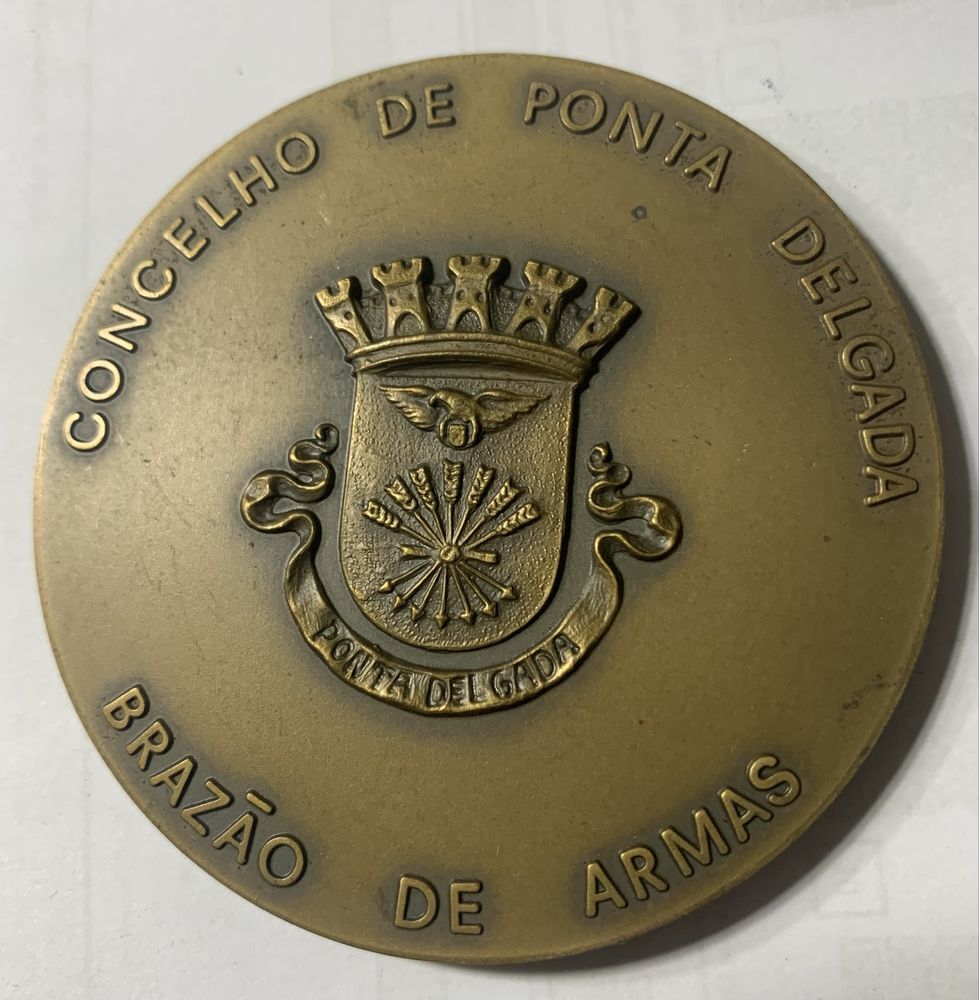 CONCELHO DE PONTA DELGADA
PONTA DELGADA
BRAZÃO DE ARMAS